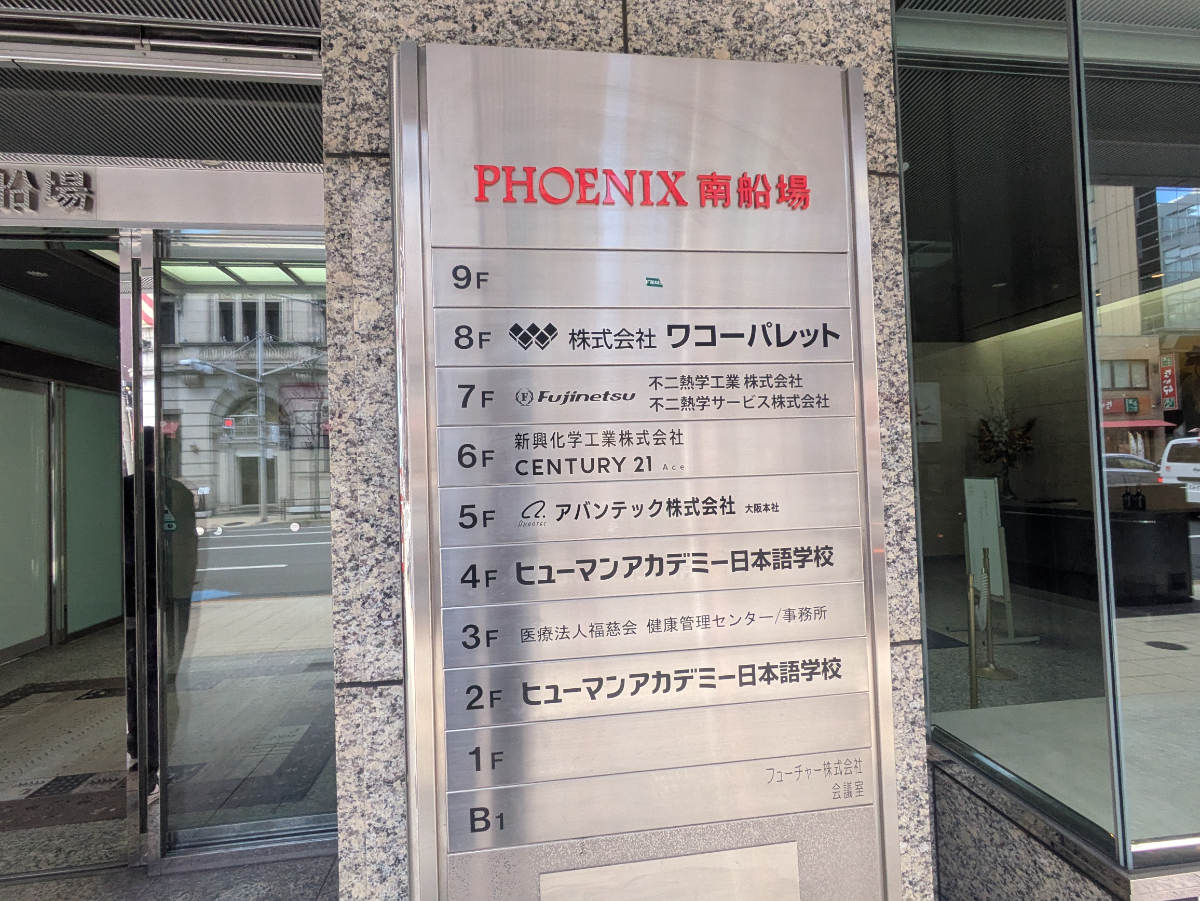 船場
PHOENIX 南船場
9F
8F 株式会社 ワコーパレット
7F Fujinetsu 不二熱学工業 株式会社
不二熱学サービス株式会社
6F 新興化学工業株式会社
CENTURY 21 Ace
5F アバンテック株式会社 大阪本社
4F ヒューマンアカデミー日本語学校
3F 医療法人福慈会 健康管理センター/事務所
2F ヒューマンアカデミー日本語学校
1F
フューチャー株式会社
会議室
B1